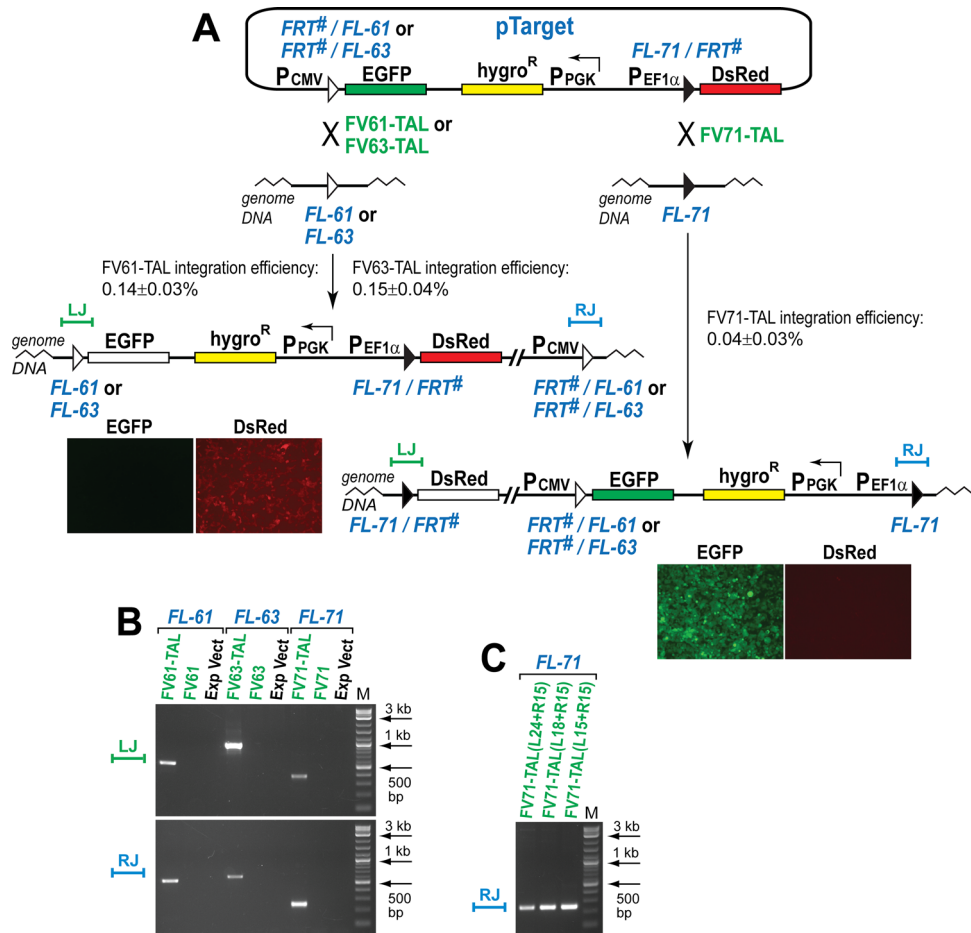 A
FRT# / FL-61 or
FRT# / FL-63
pTarget
FL-71 / FRT#
PCMV
EGFP
hygroR
PPGK
PEF1α
DsRed
X FV61-TAL or
FV63-TAL
X FV71-TAL
genome
DNA
FL-61 or
FL-63
genome
DNA
FL-71
FV61-TAL integration efficiency:
0.14±0.03%
FV63-TAL integration efficiency:
0.15±0.04%
FV71-TAL integration efficiency:
0.04±0.03%
LJ
RJ
genome
DNA
EGFP
hygroR
PPGK
PEF1α
DsRed
PCMV
FL-61 or
FL-63
FL-71 / FRT#
FRT# / FL-61 or
FRT# / FL-63
EGFP
DsRed
LJ
RJ
genome
DNA
DsRed
PCMV
EGFP
hygroR
PPGK
PEF1α
FL-71 / FRT#
FRT# / FL-61 or
FRT# / FL-63
FL-71
EGFP
DsRed
B
FL-61
FL-63
FL-71
FV61-TAL
FV61
Exp Vect
FV63-TAL
FV63
Exp Vect
FV71-TAL
FV71
Exp Vect
M
LJ
3 kb
1 kb
500
bp
RJ
3 kb
1 kb
500
bp
C
FL-71
FV71-TAL(L24+R15)
FV71-TAL(L18+R15)
FV71-TAL(L15+R15)
M
3 kb
1 kb
500
bp
RJ